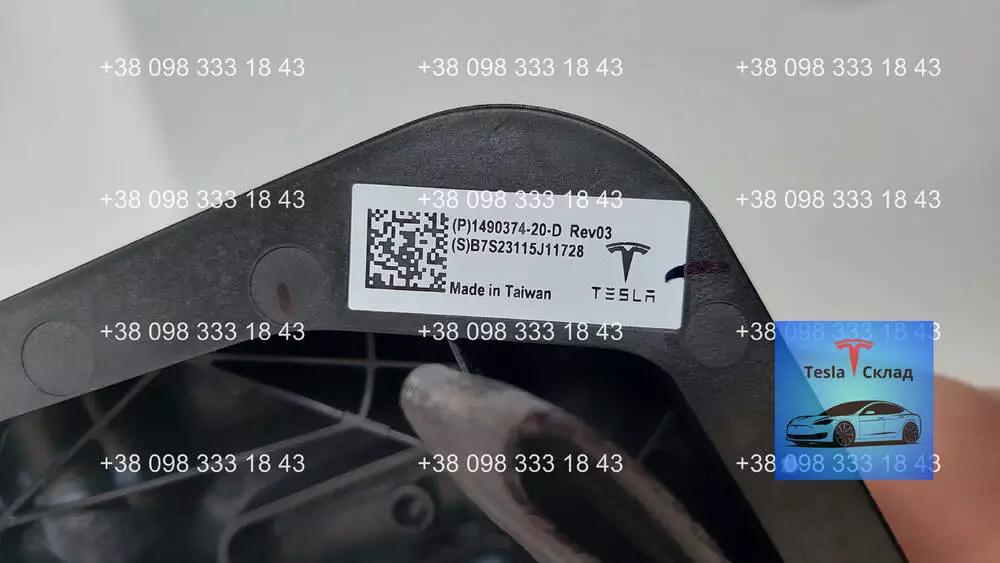 +38 098 333 18 43 +38 098 333 18 43 +38 098 333 18 43
+38 098 333 18 43 +38 098 333 18 43 +38 098 333 18 43
(P)1490374-20-D Rev03
(S)B7S23115J11728
Made in Taiwan
TESLA
+38 098 333 18 43 +38 098 333 18 43 +38 098 333 18 43
Tesla Склад
+38 098 333 18 43 +38 098 333 18 43 +38 098 333 18 43